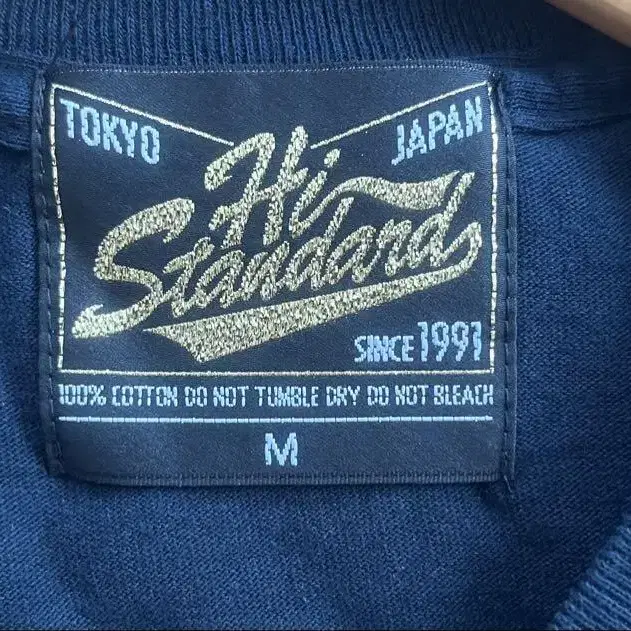 TOKYO JAPAN
Hi
Standard
SINCE 1991
100% COTTON DO NOT TUMBLE DRY DO NOT BLEACH
M